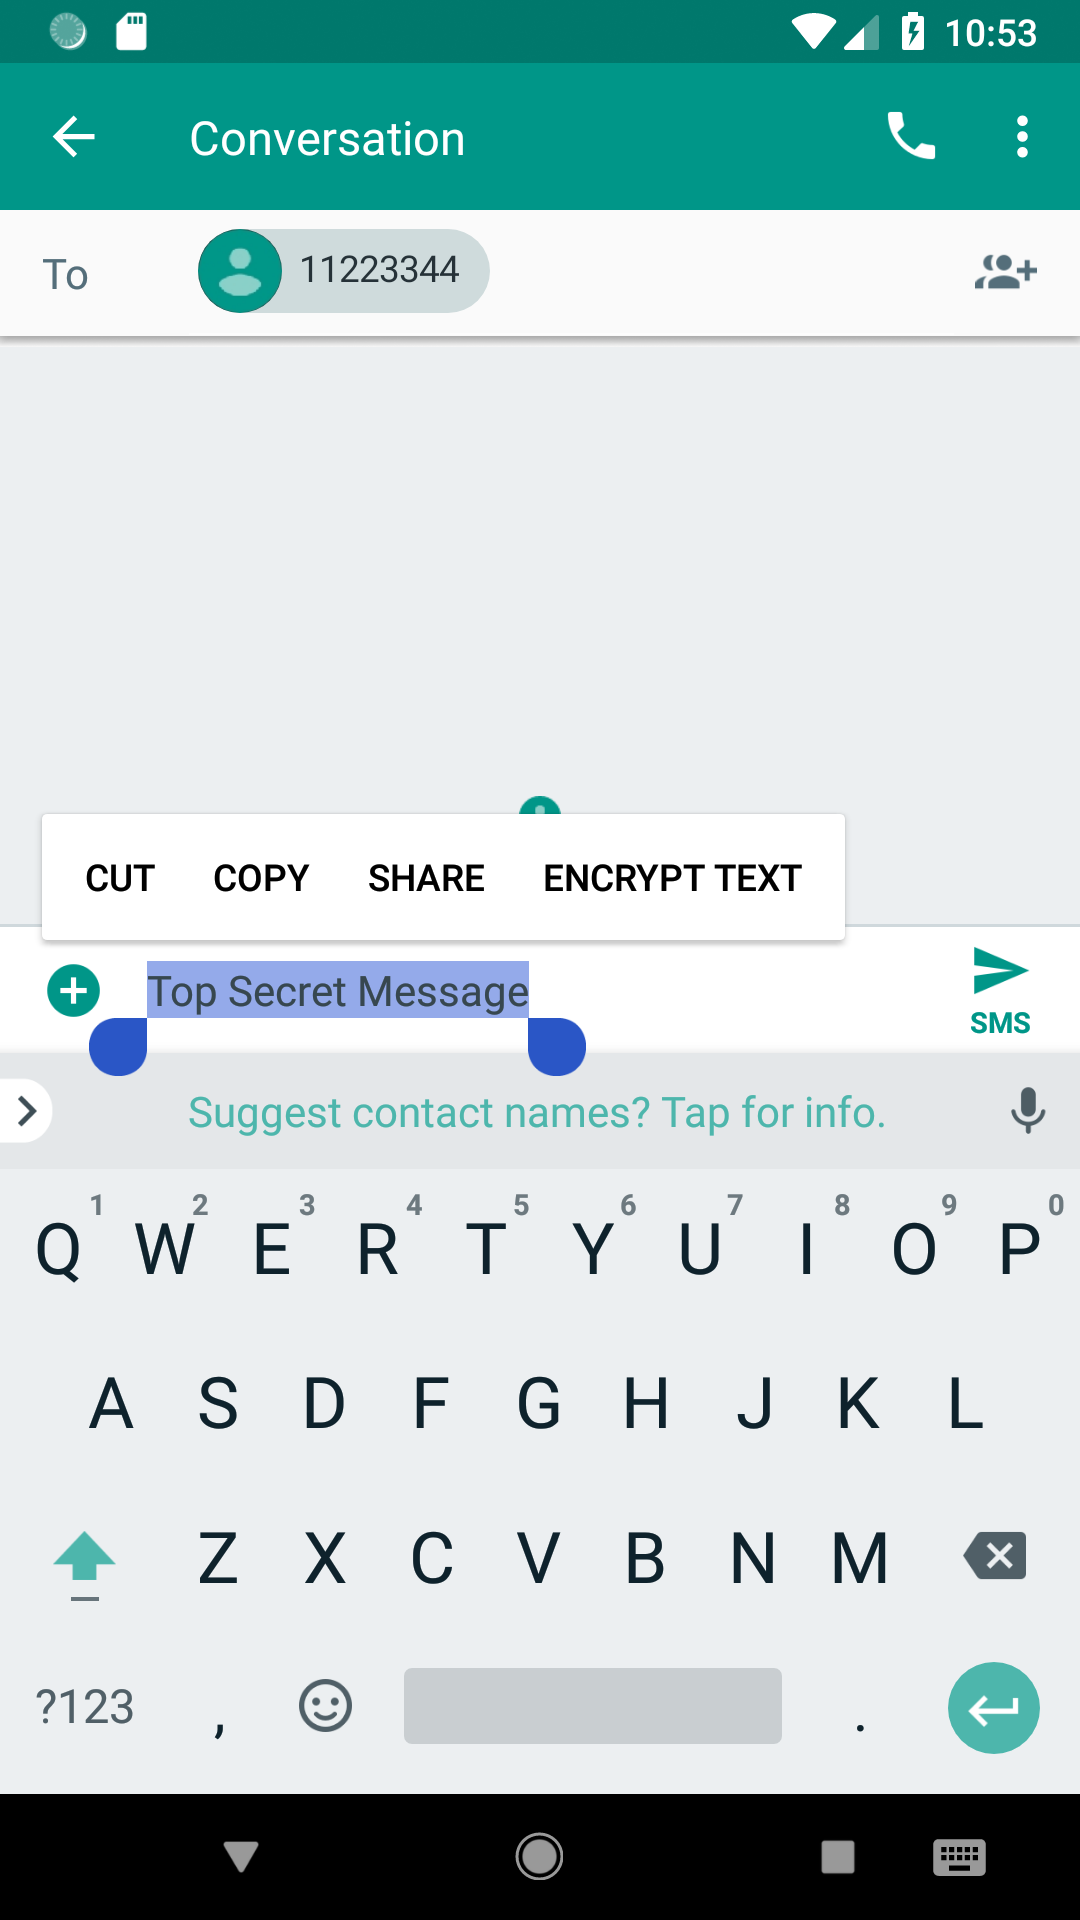 10:53
Conversation
To 11223344
CUT COPY SHARE ENCRYPT TEXT
Top Secret Message
SMS
Suggest contact names? Tap for info.
1 2 3 4 5 6 7 8 9 0
Q W E R T Y U I O P
A S D F G H J K L
Z X C V B N M
?123 , .